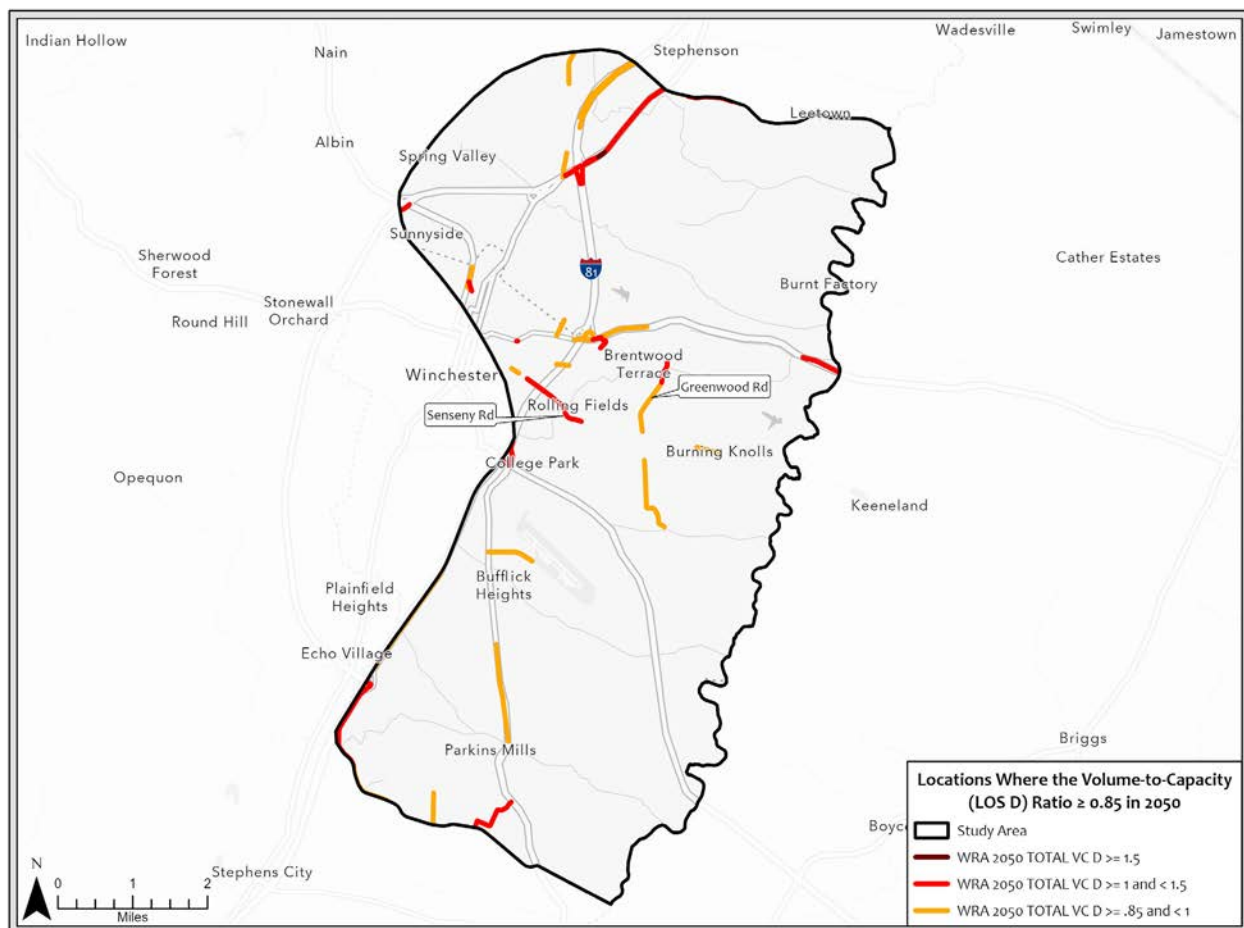 Indian Hollow
Nain
Stephenson
Wadesville
Swimley
Jamestown
Leetown
Albin
Spring Valley
Sunnyside
Sherwood
Forest
Stonewall
Orchard
Round Hill
81
Burnt Factory
Cather Estates
Winchester
Brentwood
Terrace
Greenwood Rd
Rolling Fields
Senseny Rd
College Park
Burning Knolls
Opequon
Keeneland
Plainfield
Heights
Bufflick
Heights
Echo Village
Parkins Mills
Briggs
Stephens City
Boyc
N
0 1 2
Miles
Locations Where the Volume-to-Capacity
(LOS D) Ratio ≥ 0.85 in 2050
Study Area
WRA 2050 TOTAL VC D >= 1.5
WRA 2050 TOTAL VC D >= 1 and < 1.5
WRA 2050 TOTAL VC D >= .85 and < 1